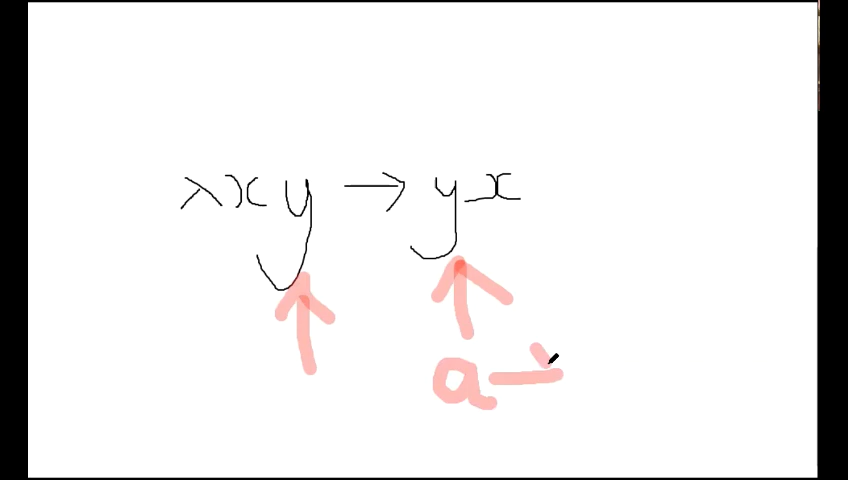 λxy → yx
a →